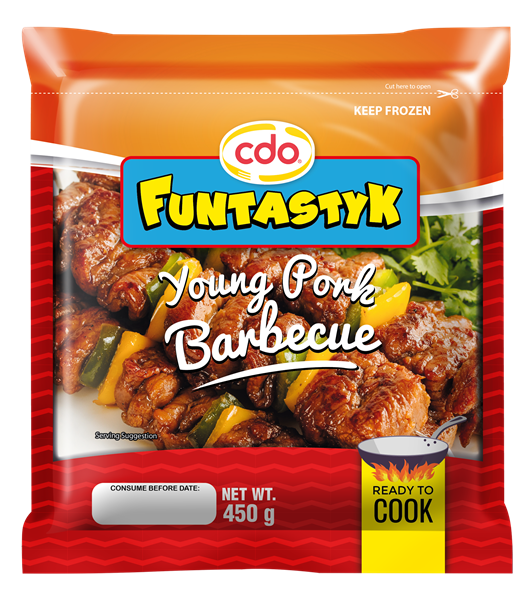 Cut here to open
KEEP FROZEN
cdo®
FUNTASTYK
Young Pork
Barbecue
Serving Suggestion
CONSUME BEFORE DATE:
NET WT.
450 g
READY TO
COOK